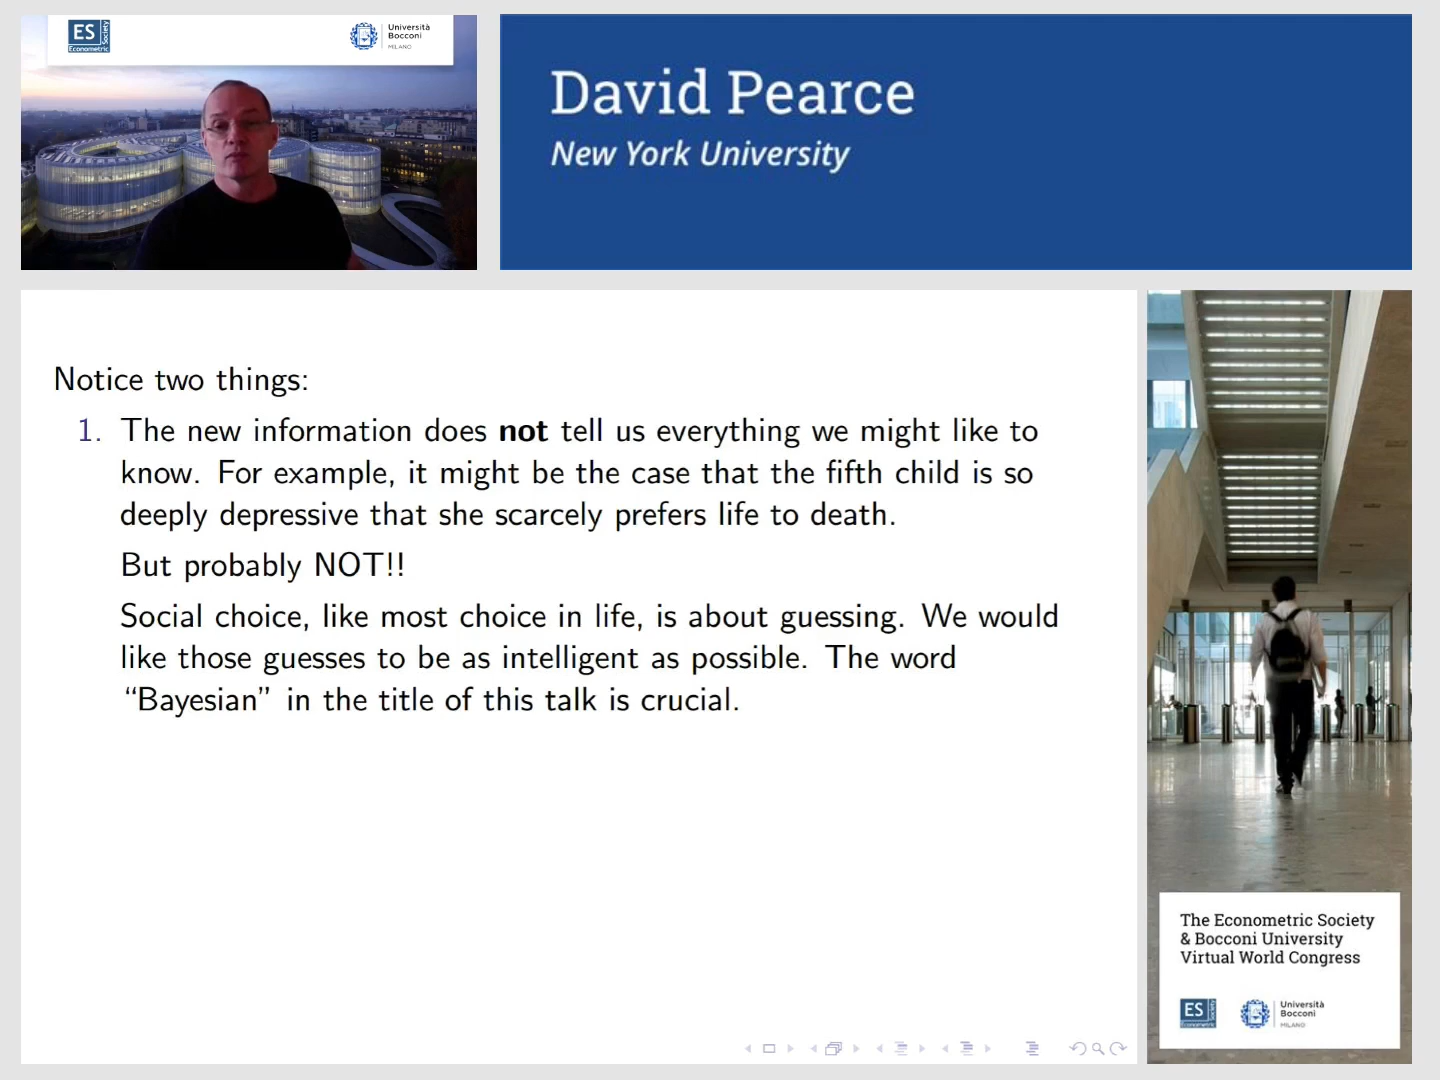 ES
Econometric
Society
Università
Bocconi
MILANO
David Pearce
New York University
Notice two things:
1. The new information does not tell us everything we might like to
know. For example, it might be the case that the fifth child is so
deeply depressive that she scarcely prefers life to death.
But probably NOT!!
Social choice, like most choice in life, is about guessing. We would
like those guesses to be as intelligent as possible. The word
“Bayesian” in the title of this talk is crucial.
The Econometric Society
& Bocconi University
Virtual World Congress
ES
Econometric
Society
Università
Bocconi
MILANO